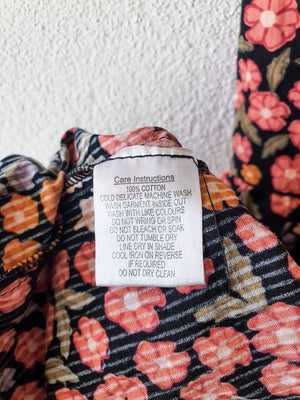 Care Instructions
100% COTTON
COLD DELICATE MACHINE WASH
WASH GARMENT INSIDE OUT
WASH WITH LIKE COLOURS
DO NOT WRING OR SPIN
DO NOT BLEACH OR SOAK
DO NOT TUMBLE DRY
LINE DRY IN SHADE
COOL IRON ON REVERSE
IF REQUIRED
DO NOT DRY CLEAN